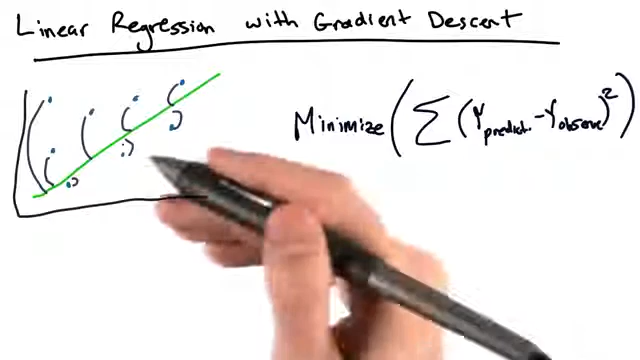 Linear Regression with Gradient Descent
Minimize(∑(Ypredict.-Yobserve)²)